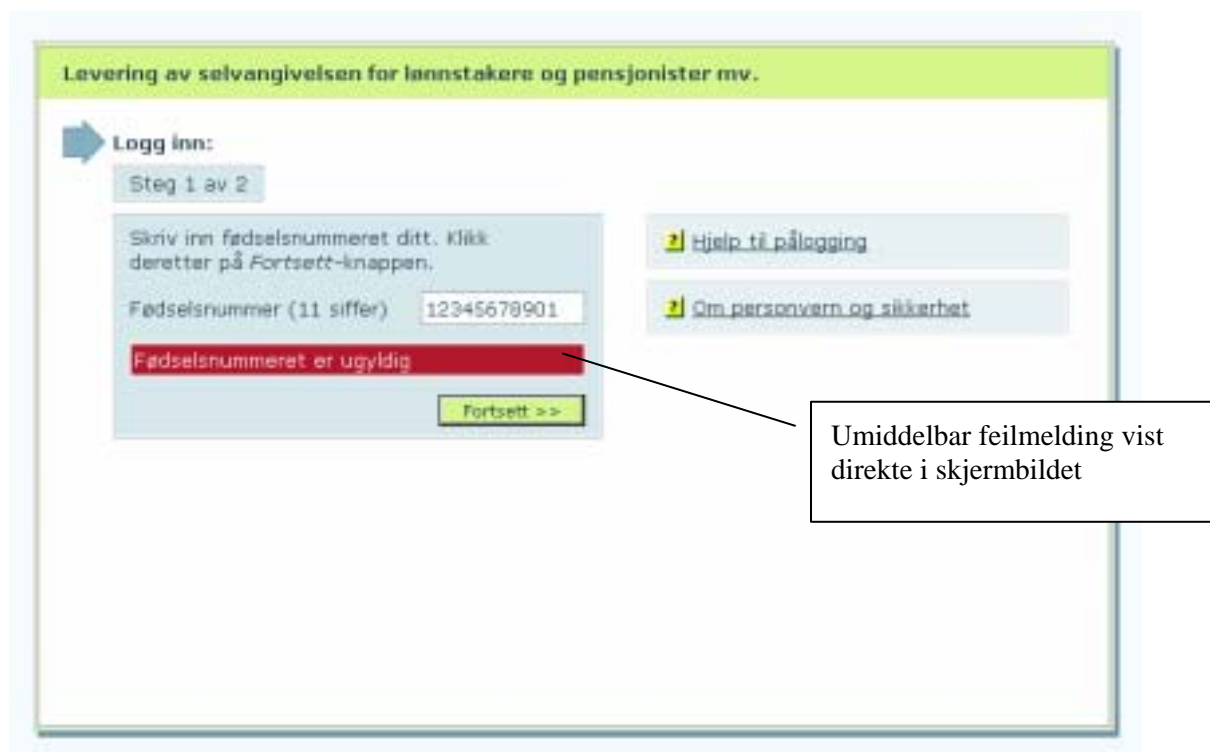 Levering av selvangivelsen for lønnstakere og pensjonister mv.
Logg inn:
Steg 1 av 2
Skriv inn fødselsnummeret ditt. Klikk
deretter på Fortsett-knappen.
Fødselsnummer (11 siffer) 12345678901
Fødselsnummeret er ugyldig
Fortsett >>
? Hjelp til pålogging
? Om personvern og sikkerhet
Umiddelbar feilmelding vist
direkte i skjermbildet